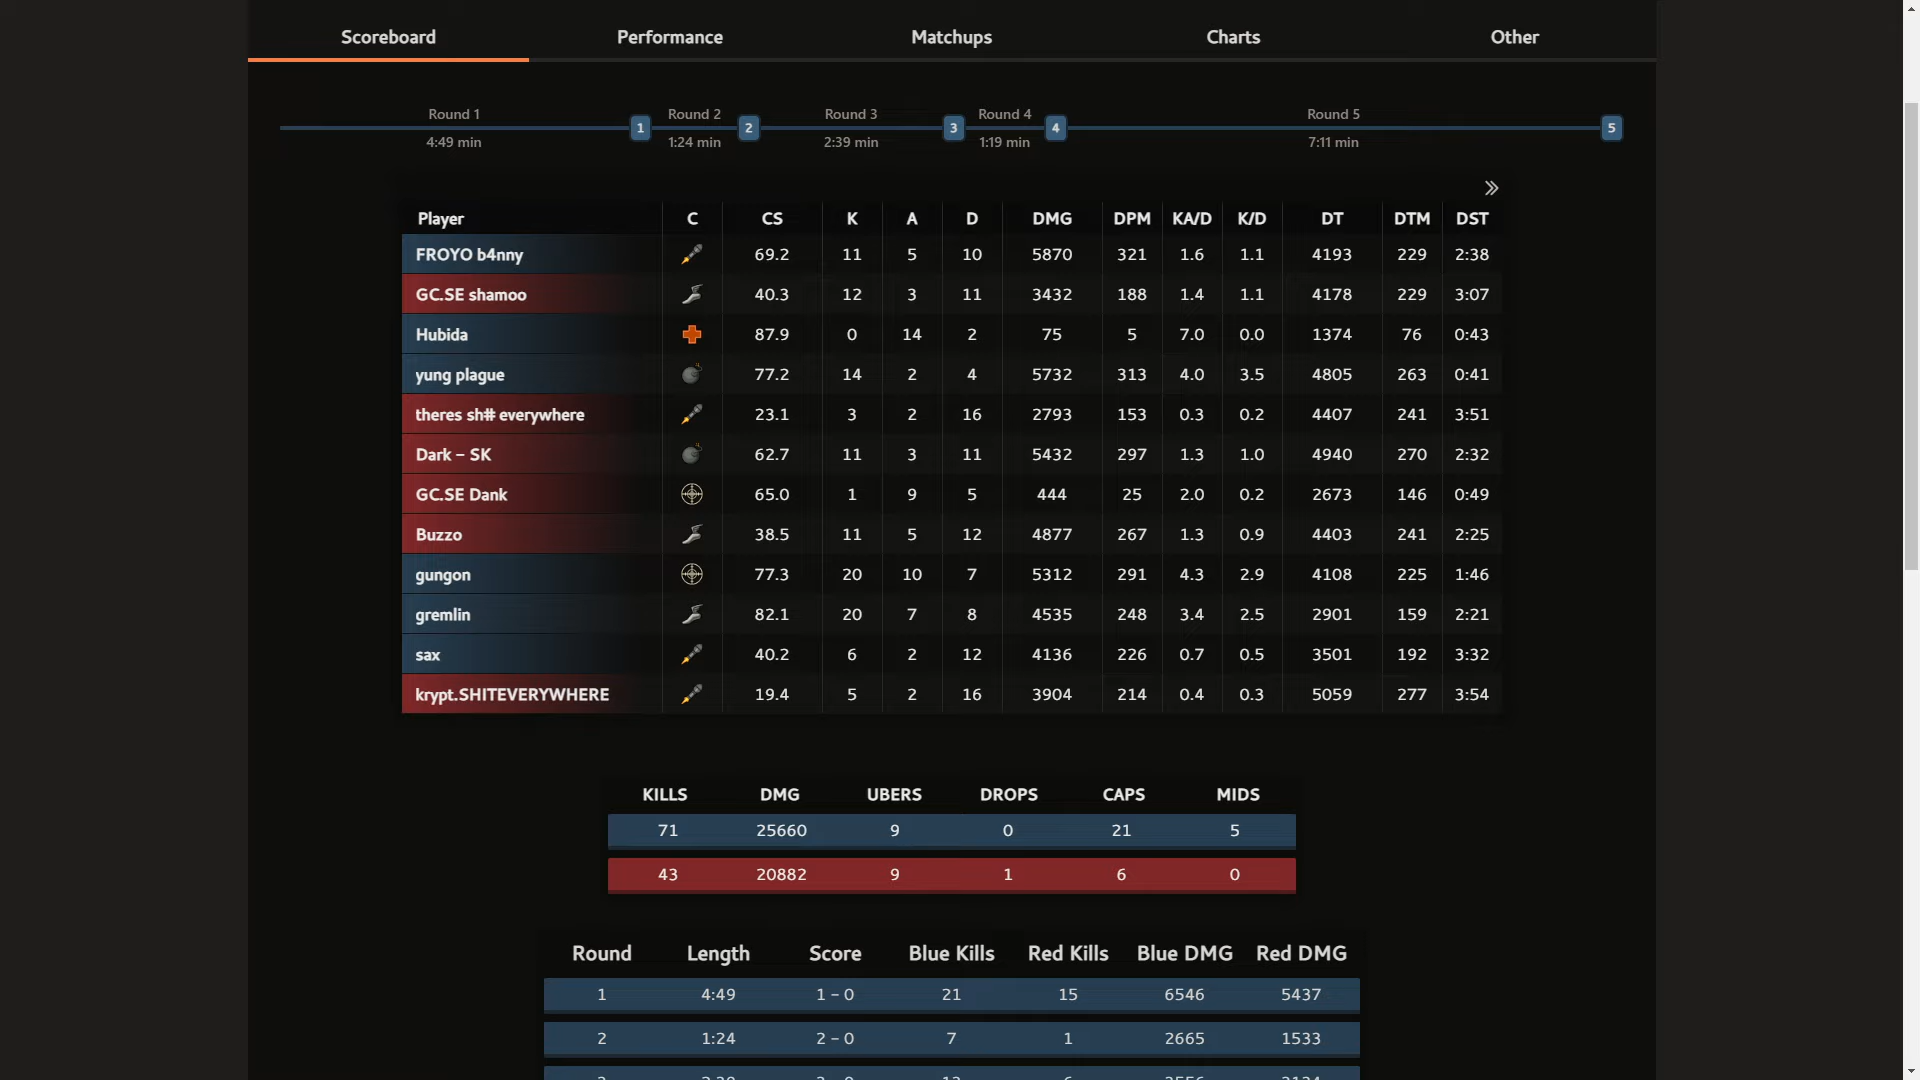 Scoreboard Performance Matchups Charts Other
Round 1 Round 2 Round 3 Round 4 Round 5
1 2 3 4 5
4:49 min 1:24 min 2:39 min 1:19 min 7:11 min
Player C CS K A D DMG DPM KA/D K/D DT DTM DST
FROYO b4nny 69.2 11 5 10 5870 321 1.6 1.1 4193 229 2:38
GC.SE shamoo 40.3 12 3 11 3432 188 1.4 1.1 4178 229 3:07
Hubida 87.9 0 14 2 75 5 7.0 0.0 1374 76 0:43
yung plague 77.2 14 2 4 5732 313 4.0 3.5 4805 263 0:41
theres sh# everywhere 23.1 3 2 16 2793 153 0.3 0.2 4407 241 3:51
Dark – SK 62.7 11 3 11 5432 297 1.3 1.0 4940 270 2:32
GC.SE Dank 65.0 1 9 5 444 25 2.0 0.2 2673 146 0:49
Buzzo 38.5 11 5 12 4877 267 1.3 0.9 4403 241 2:25
gungon 77.3 20 10 7 5312 291 4.3 2.9 4108 225 1:46
gremlin 82.1 20 7 8 4535 248 3.4 2.5 2901 159 2:21
sax 40.2 6 2 12 4136 226 0.7 0.5 3501 192 3:32
krypt.SHITEVERYWHERE 19.4 5 2 16 3904 214 0.4 0.3 5059 277 3:54
KILLS DMG UBERS DROPS CAPS MIDS
71 25660 9 0 21 5
43 20882 9 1 6 0
Round Length Score Blue Kills Red Kills Blue DMG Red DMG
1 4:49 1 – 0 21 15 6546 5437
2 1:24 2 – 0 7 1 2665 1533